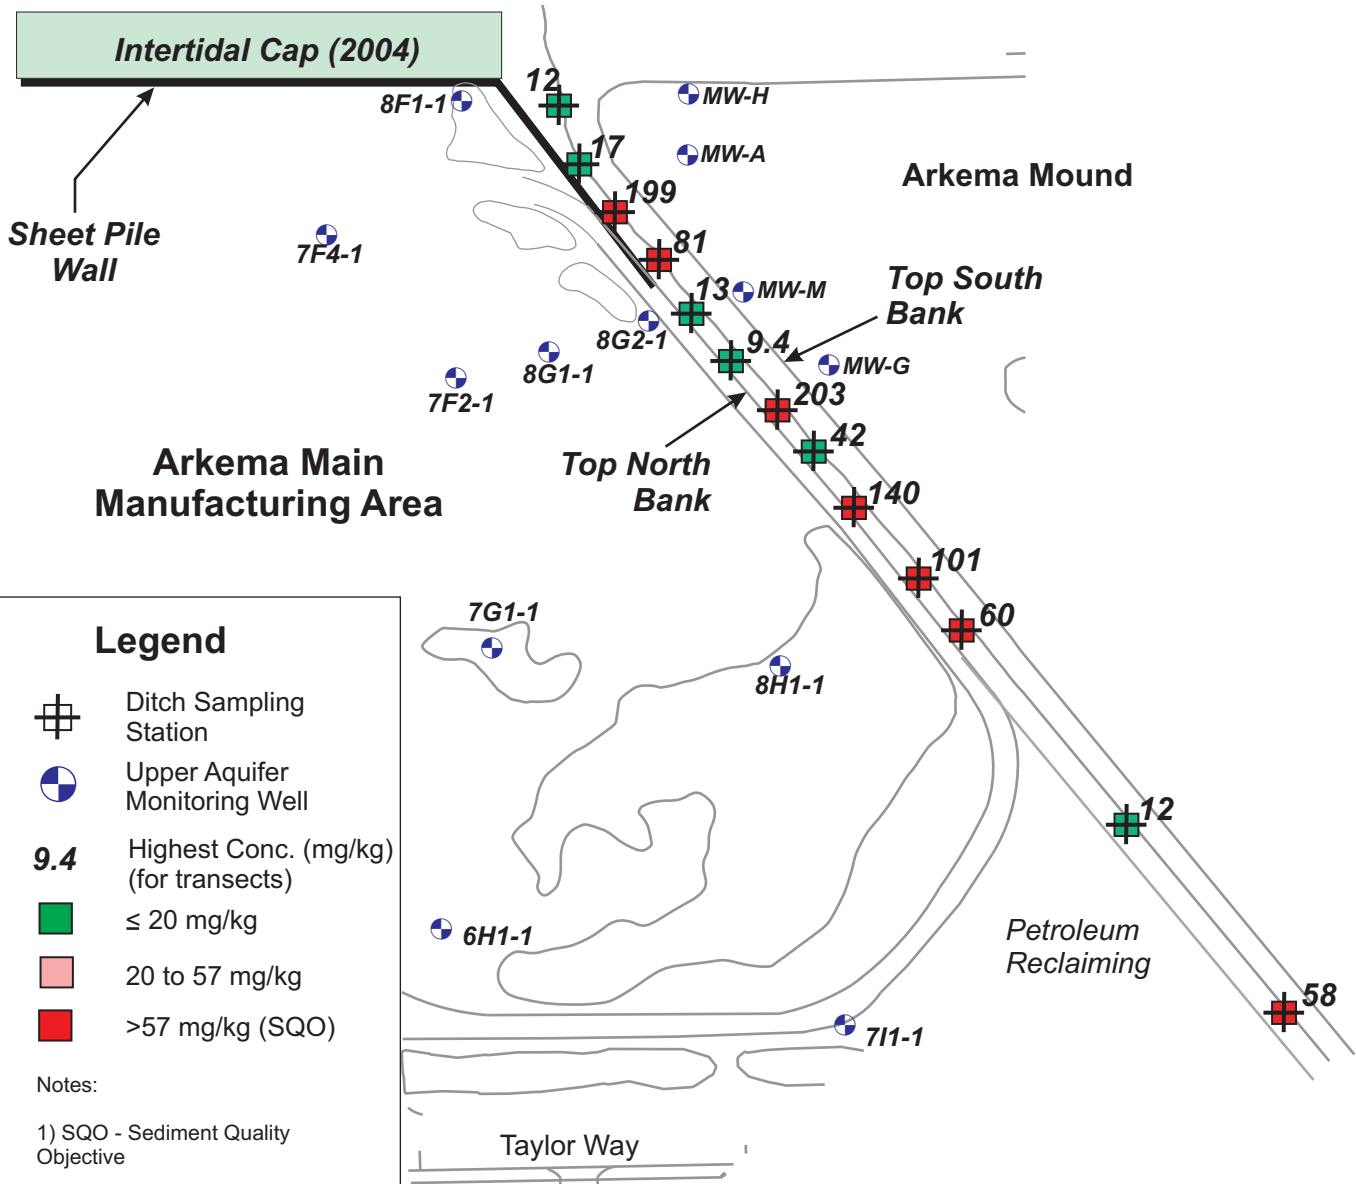 Intertidal Cap (2004)
12
8F1-1
MW-H
17
MW-A
Arkema Mound
199
Sheet Pile
Wall
7F4-1
81
Top South
Bank
13
MW-M
8G2-1
9.4
8G1-1
MW-G
7F2-1
203
42
Arkema Main
Manufacturing Area
Top North
Bank
140
101
60
7G1-1
8H1-1
12
6H1-1
Petroleum
Reclaiming
58
7I1-1
Taylor Way
Legend
Ditch Sampling
Station
Upper Aquifer
Monitoring Well
9.4
Highest Conc. (mg/kg)
(for transects)
≤ 20 mg/kg
20 to 57 mg/kg
>57 mg/kg (SQO)
Notes:
1) SQO - Sediment Quality
Objective